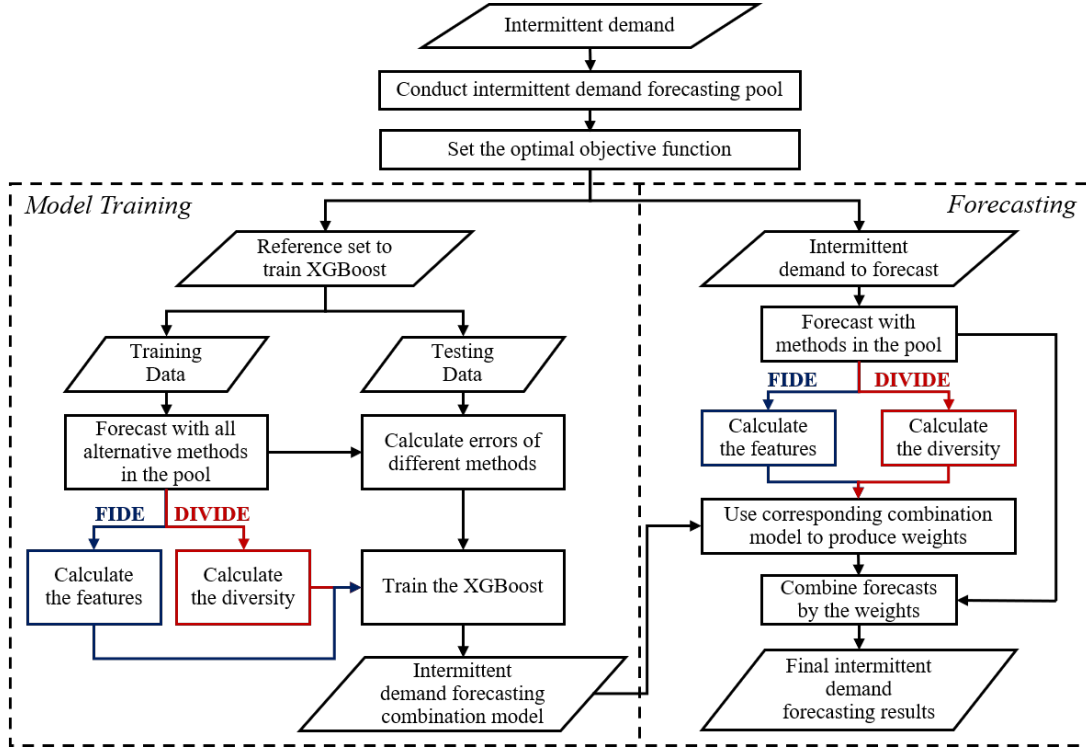 Intermittent demand
Conduct intermittent demand forecasting pool
Set the optimal objective function
Model Training
Reference set to
train XGBoost
Training
Data
Testing
Data
Forecast with all
alternative methods
in the pool
Calculate errors of
different methods
FIDE
DIVIDE
Calculate
the features
Calculate
the diversity
Train the XGBoost
Intermittent
demand forecasting
combination model
Forecasting
Intermittent
demand to forecast
Forecast with
methods in the pool
FIDE
DIVIDE
Calculate
the features
Calculate
the diversity
Use corresponding combination
model to produce weights
Combine forecasts
by the weights
Final intermittent
demand
forecasting results